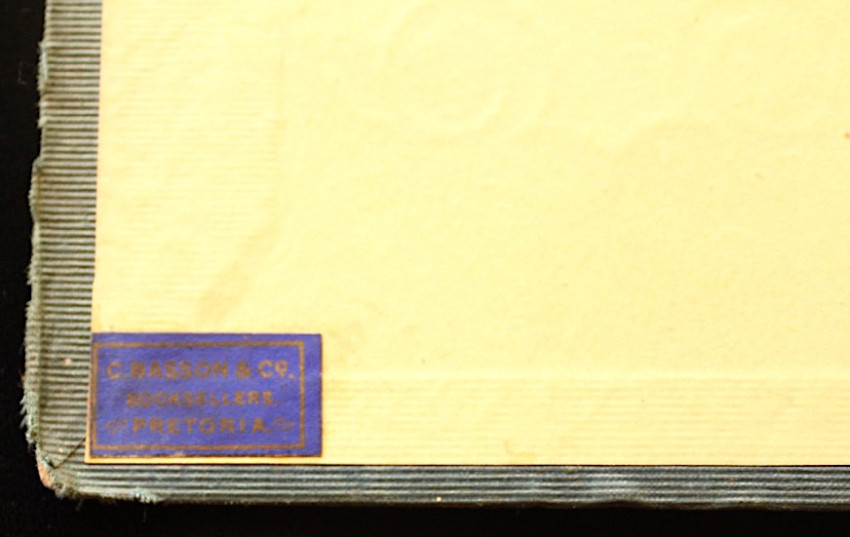 C. BASSON & CO.
BOOKSELLERS,
PRETORIA.